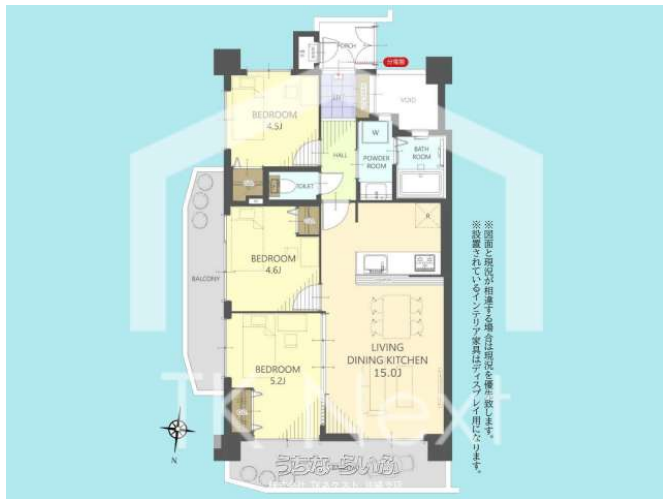 PORCH
分電盤
VOID
BEDROOM
4.5J
HALL
W
POWDER
ROOM
BATH
ROOM
TOILET
R
BEDROOM
4.6J
BALCONY
LIVING
DINING KITCHEN
15.0J
BEDROOM
5.2J
※図面と現況が相違する場合は現況を優先致します。
※設置されているインテリア家具はディスプレイ用になります。
TK Next
N
うちなーらいふ